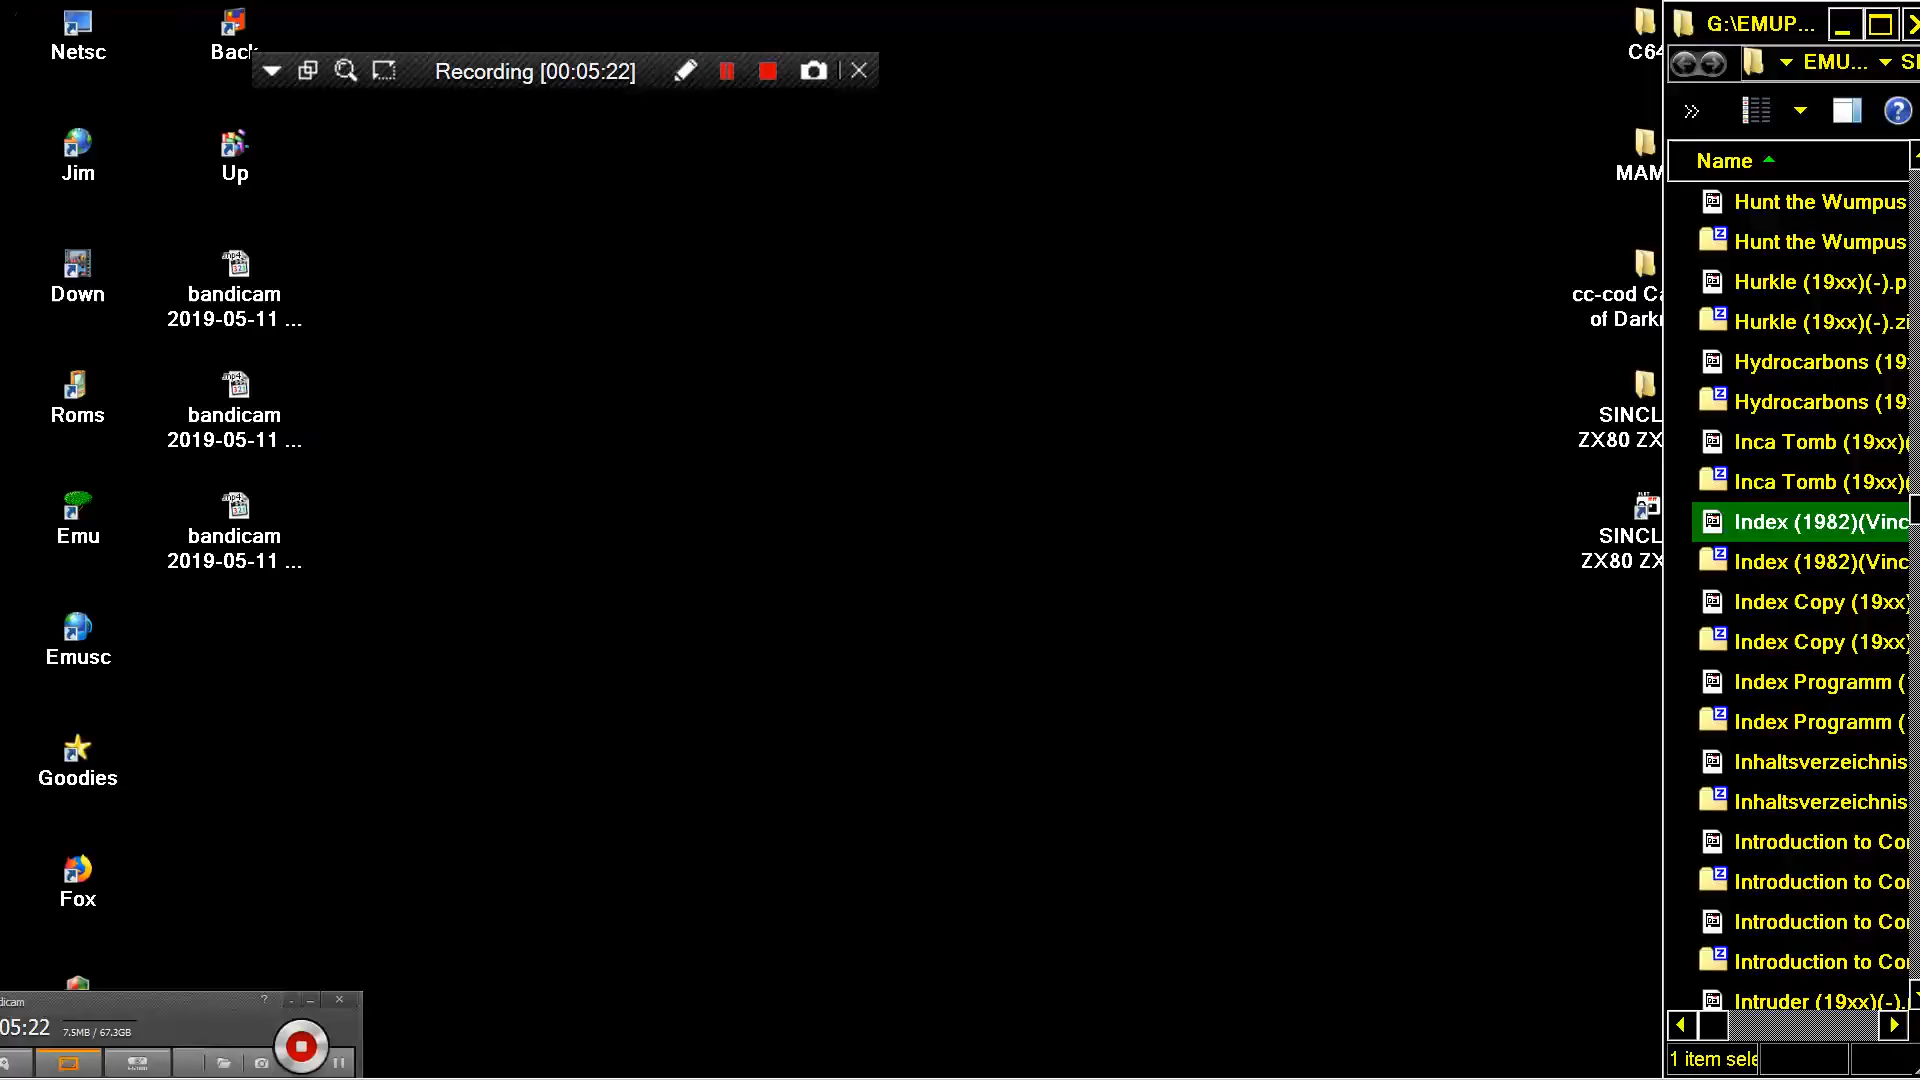 Netsc
Back
Recording [00:05:22]
Jim
Up
Down
bandicam
2019-05-11 ...
Roms
bandicam
2019-05-11 ...
Emu
bandicam
2019-05-11 ...
Emusc
Goodies
Fox
dicam
05:22
7.5MB / 67.3GB
C64
MAM
cc-cod Ca
of Dark
SINCL
ZX80 ZX
SINCL
ZX80 ZX
G:\EMUP...
EMU...
Name
Hunt the Wumpus
Hunt the Wumpus
Hurkle (19xx)(-).p
Hurkle (19xx)(-).zi
Hydrocarbons (19
Hydrocarbons (19
Inca Tomb (19xx)(
Inca Tomb (19xx)(
Index (1982)(Vinc
Index (1982)(Vinc
Index Copy (19xx)
Index Copy (19xx)
Index Programm (
Index Programm (
Inhaltsverzeichnis
Inhaltsverzeichnis
Introduction to Co
Introduction to Co
Introduction to Co
Introduction to Co
Intruder (19xx)(-).
1 item sele